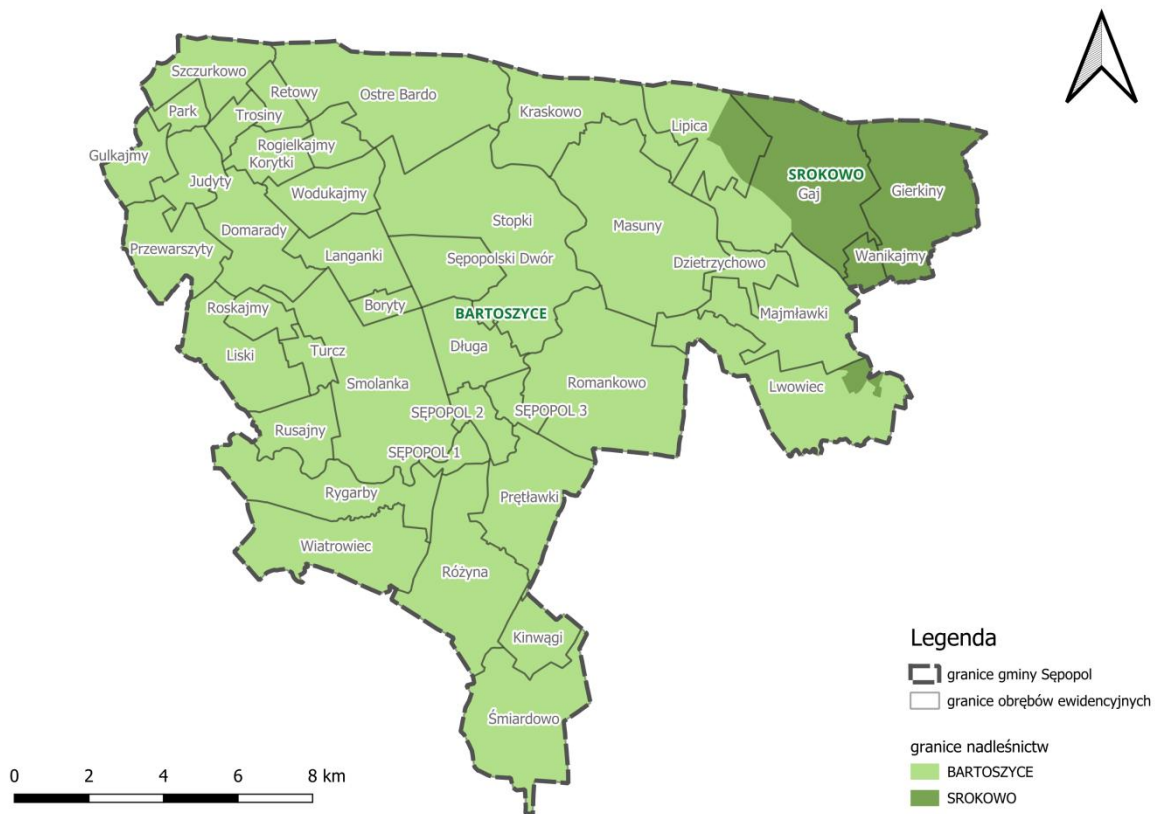 Szczurkowo
Retowy
Ostre Bardo
Park
Trosiny
Kraskowo
Lipica
Rogielkajmy
Gulkajmy
Korytki
SROKOWO
Judyty
Wodukajmy
Gaj
Gierkiny
Stopki
Masuny
Domarady
Przewarszyty
Langanki
Sępopolski Dwór
Dzietrzychowo
Wanikajmy
Roskajmy
Boryty
BARTOSZYCE
Majmławki
Liski
Turcz
Długa
Smolanka
Romankowo
Lwowiec
SĘPOPOL 2
SĘPOPOL 3
Rusajny
SĘPOPOL 1
Rygarby
Prętławki
Wiatrowiec
Różyna
Kinwągi
Śmiardowo
Legenda
granice gminy Sępopol
granice obrębów ewidencyjnych
granice nadleśnictw
BARTOSZYCE
SROKOWO
0 2 4 6 8 km